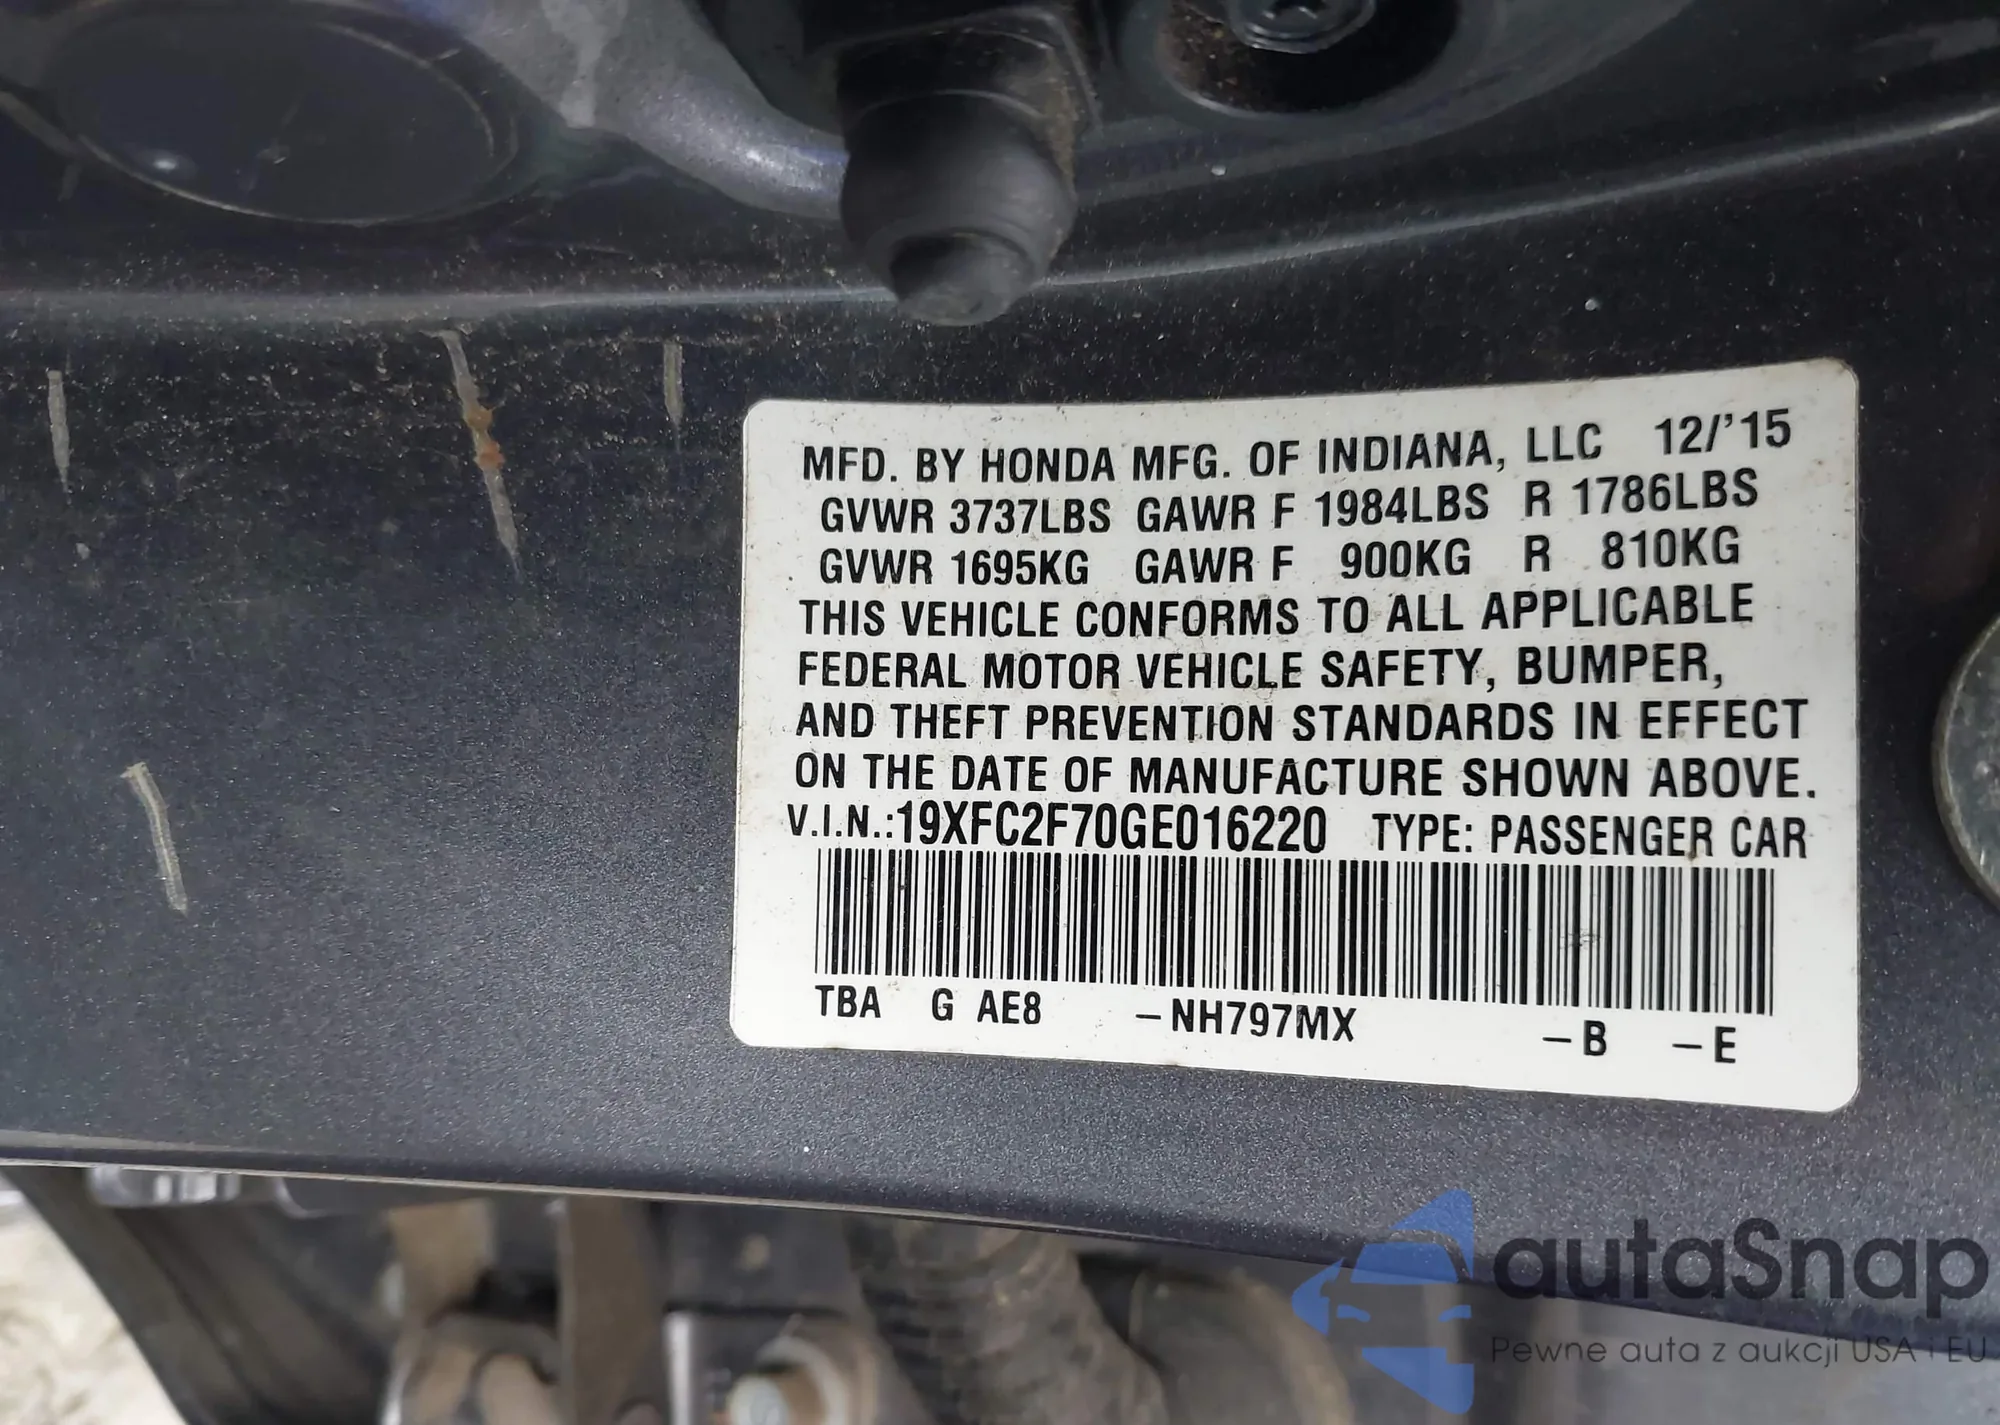 MFD. BY HONDA MFG. OF INDIANA, LLC 12/'15
GVWR 3737LBS GAWR F 1984LBS R 1786LBS
GVWR 1695KG GAWR F 900KG R 810KG
THIS VEHICLE CONFORMS TO ALL APPLICABLE
FEDERAL MOTOR VEHICLE SAFETY, BUMPER,
AND THEFT PREVENTION STANDARDS IN EFFECT
ON THE DATE OF MANUFACTURE SHOWN ABOVE.
V.I.N.:19XFC2F70GE016220 TYPE: PASSENGER CAR
TBA G AE8 –NH797MX –B –E
autaSnap
Pewne auta z aukcji USA i EU